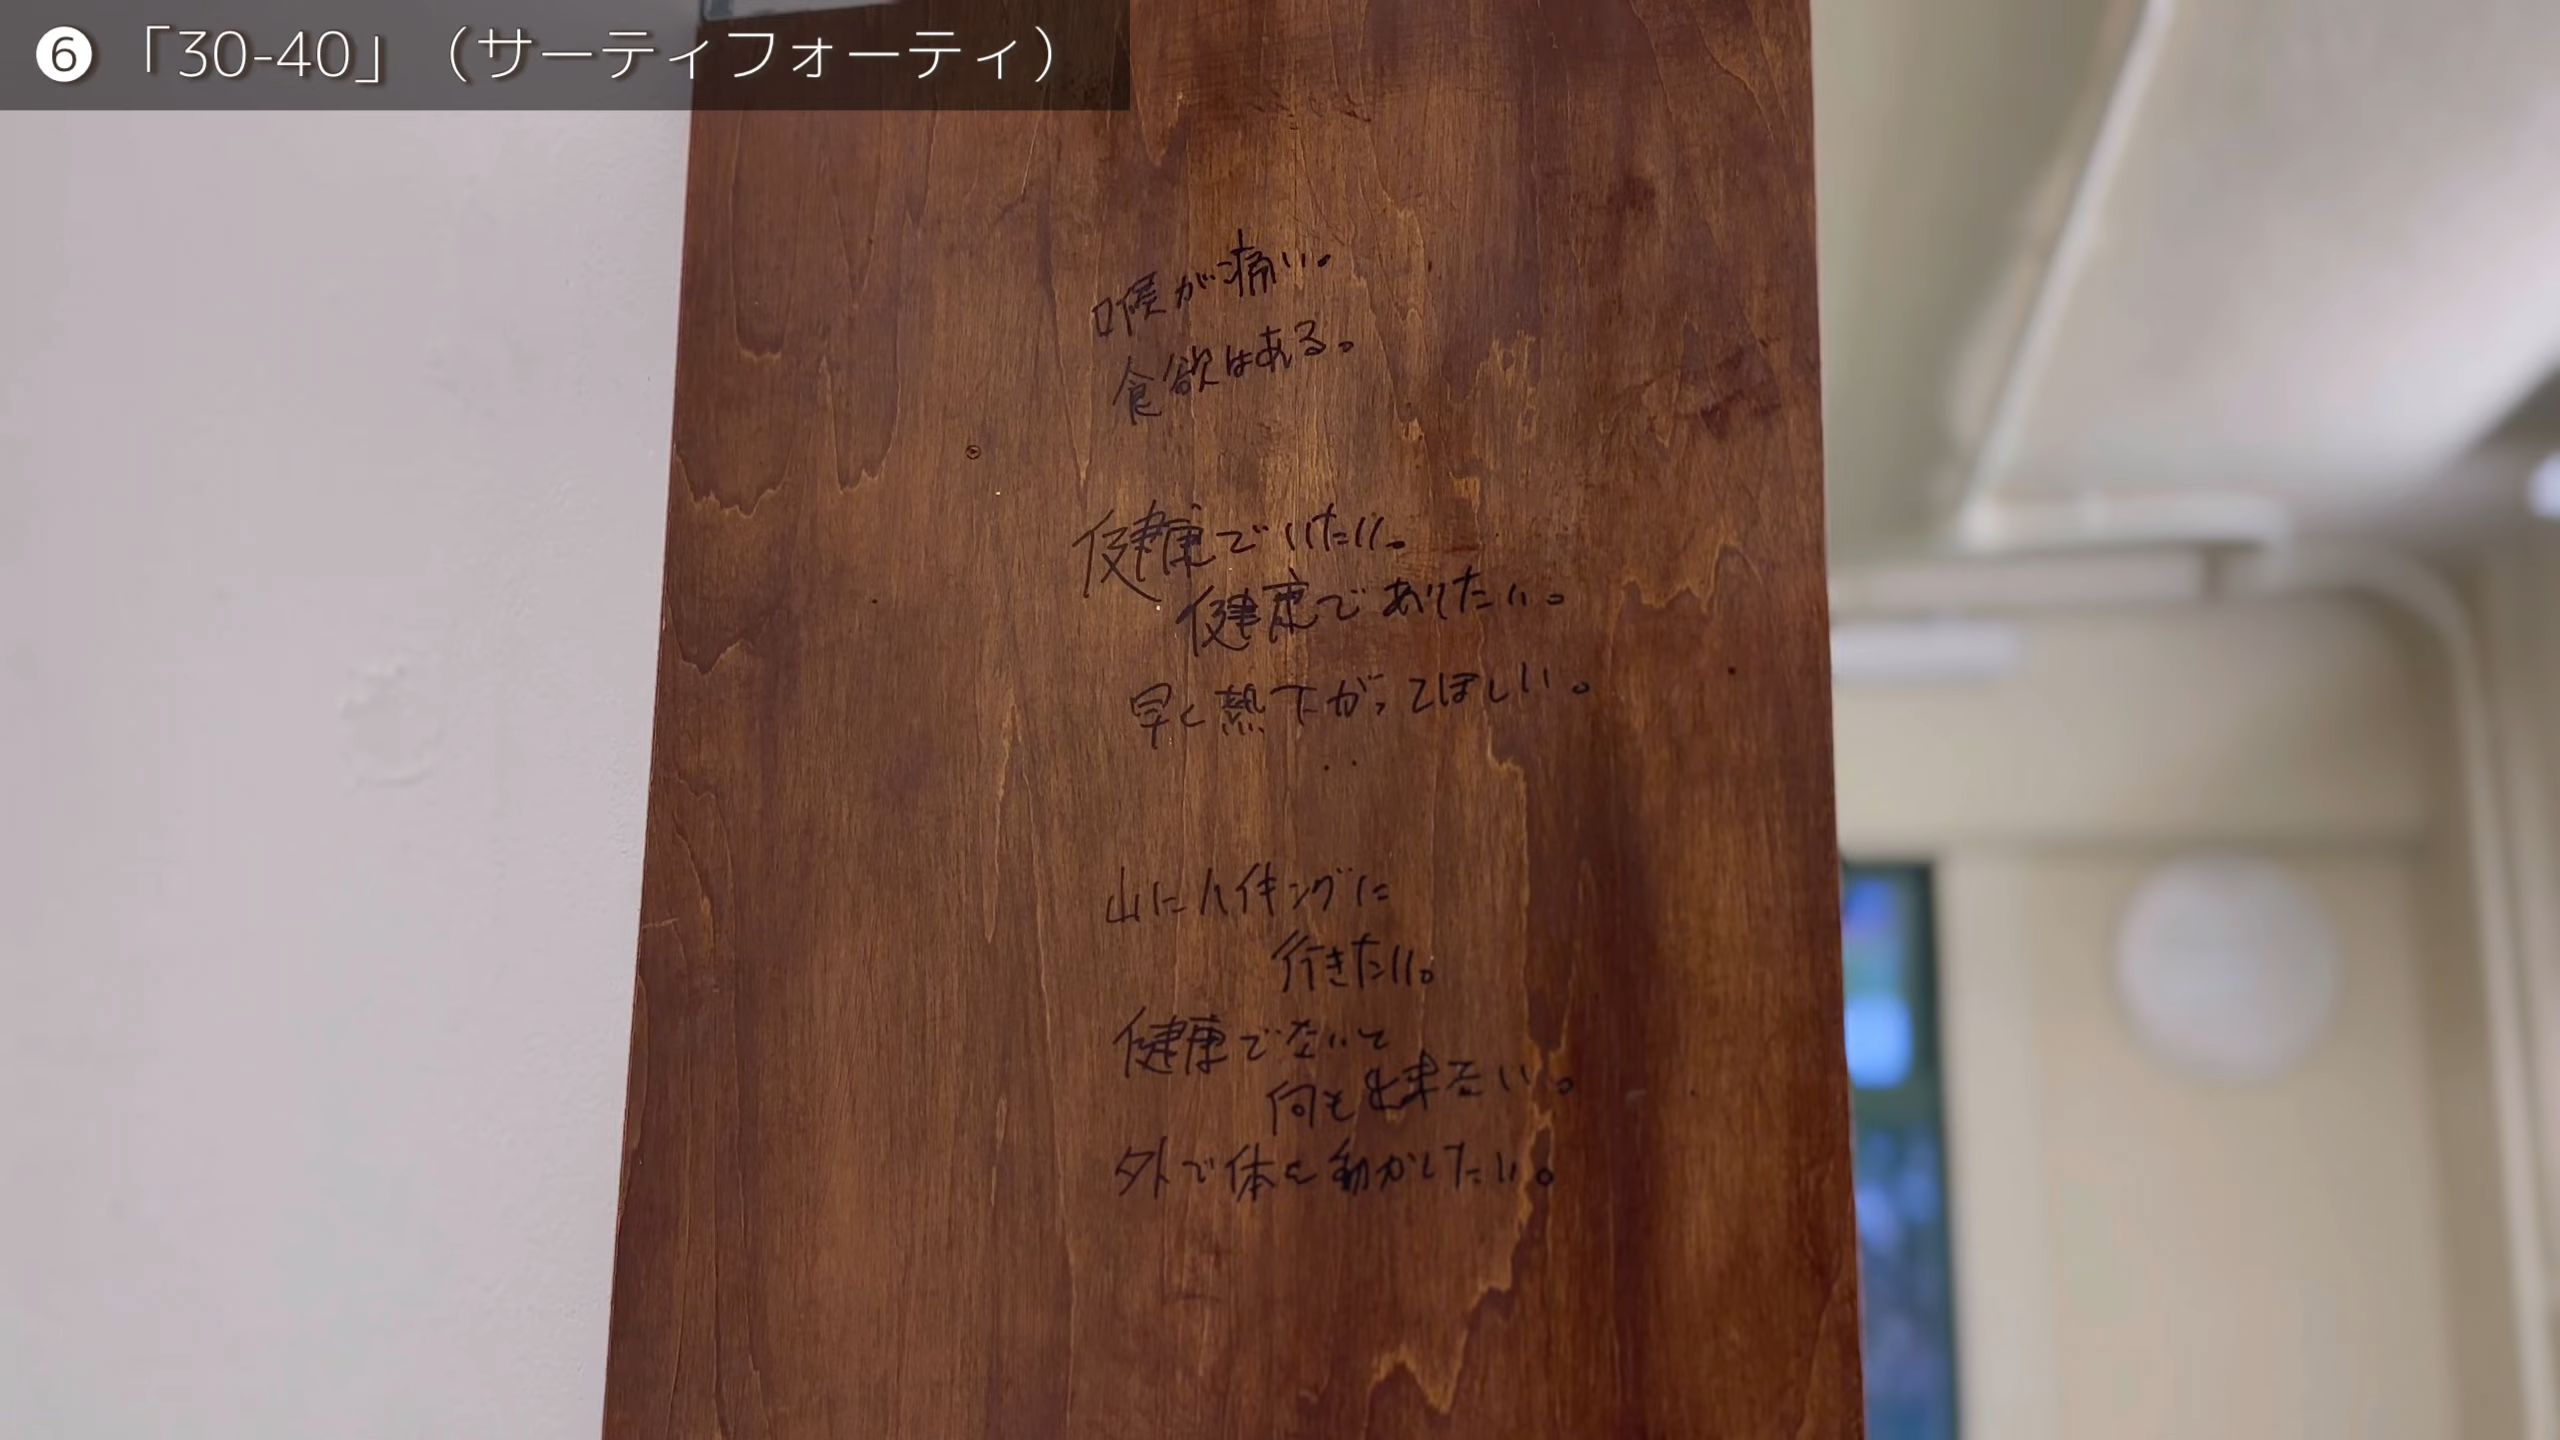 ❻「30-40」（サーティフォーティ）
喉が痛い。
食欲はある。
健康でいたい。
健康でありたい。
早く熱下がってほしい。
山にハイキングに
行きたい。
健康でないと
何も出来ない。
外で体を動かしたい。